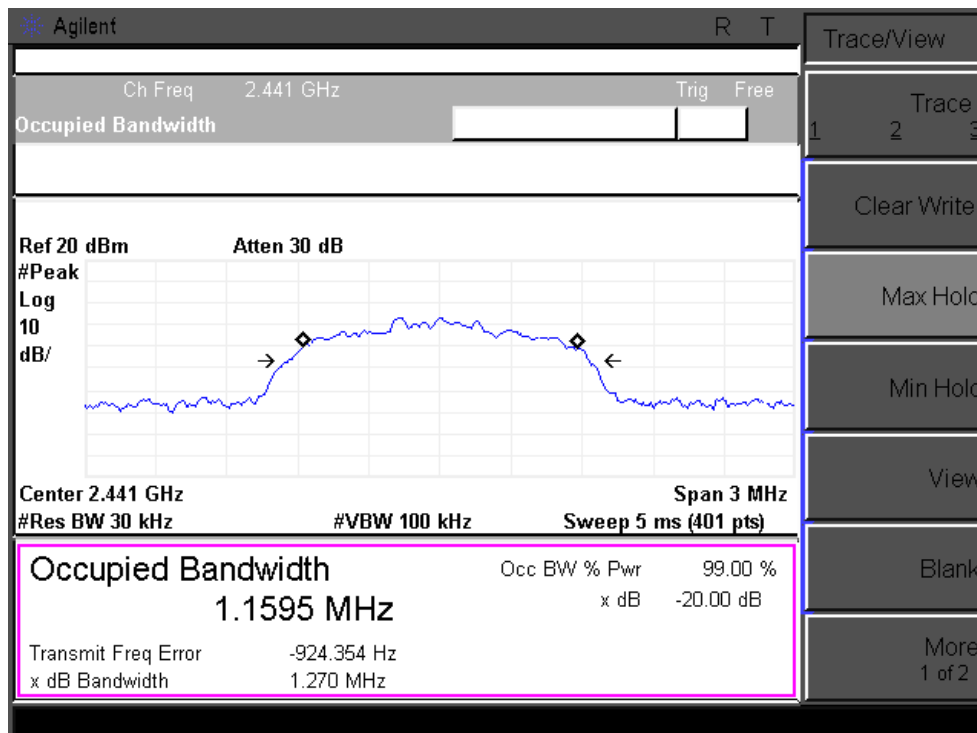 Agilent R T
Trace/View
Ch Freq 2.441 GHz Trig Free
Occupied Bandwidth
Trace
1 2 3
Clear Write
Ref 20 dBm Atten 30 dB
#Peak
Log
10
dB/
Max Hold
Min Hold
Center 2.441 GHz Span 3 MHz
#Res BW 30 kHz #VBW 100 kHz Sweep 5 ms (401 pts)
View
Occupied Bandwidth
1.1595 MHz
Occ BW % Pwr 99.00 %
x dB -20.00 dB
Transmit Freq Error -924.354 Hz
x dB Bandwidth 1.270 MHz
Blank
More
1 of 2